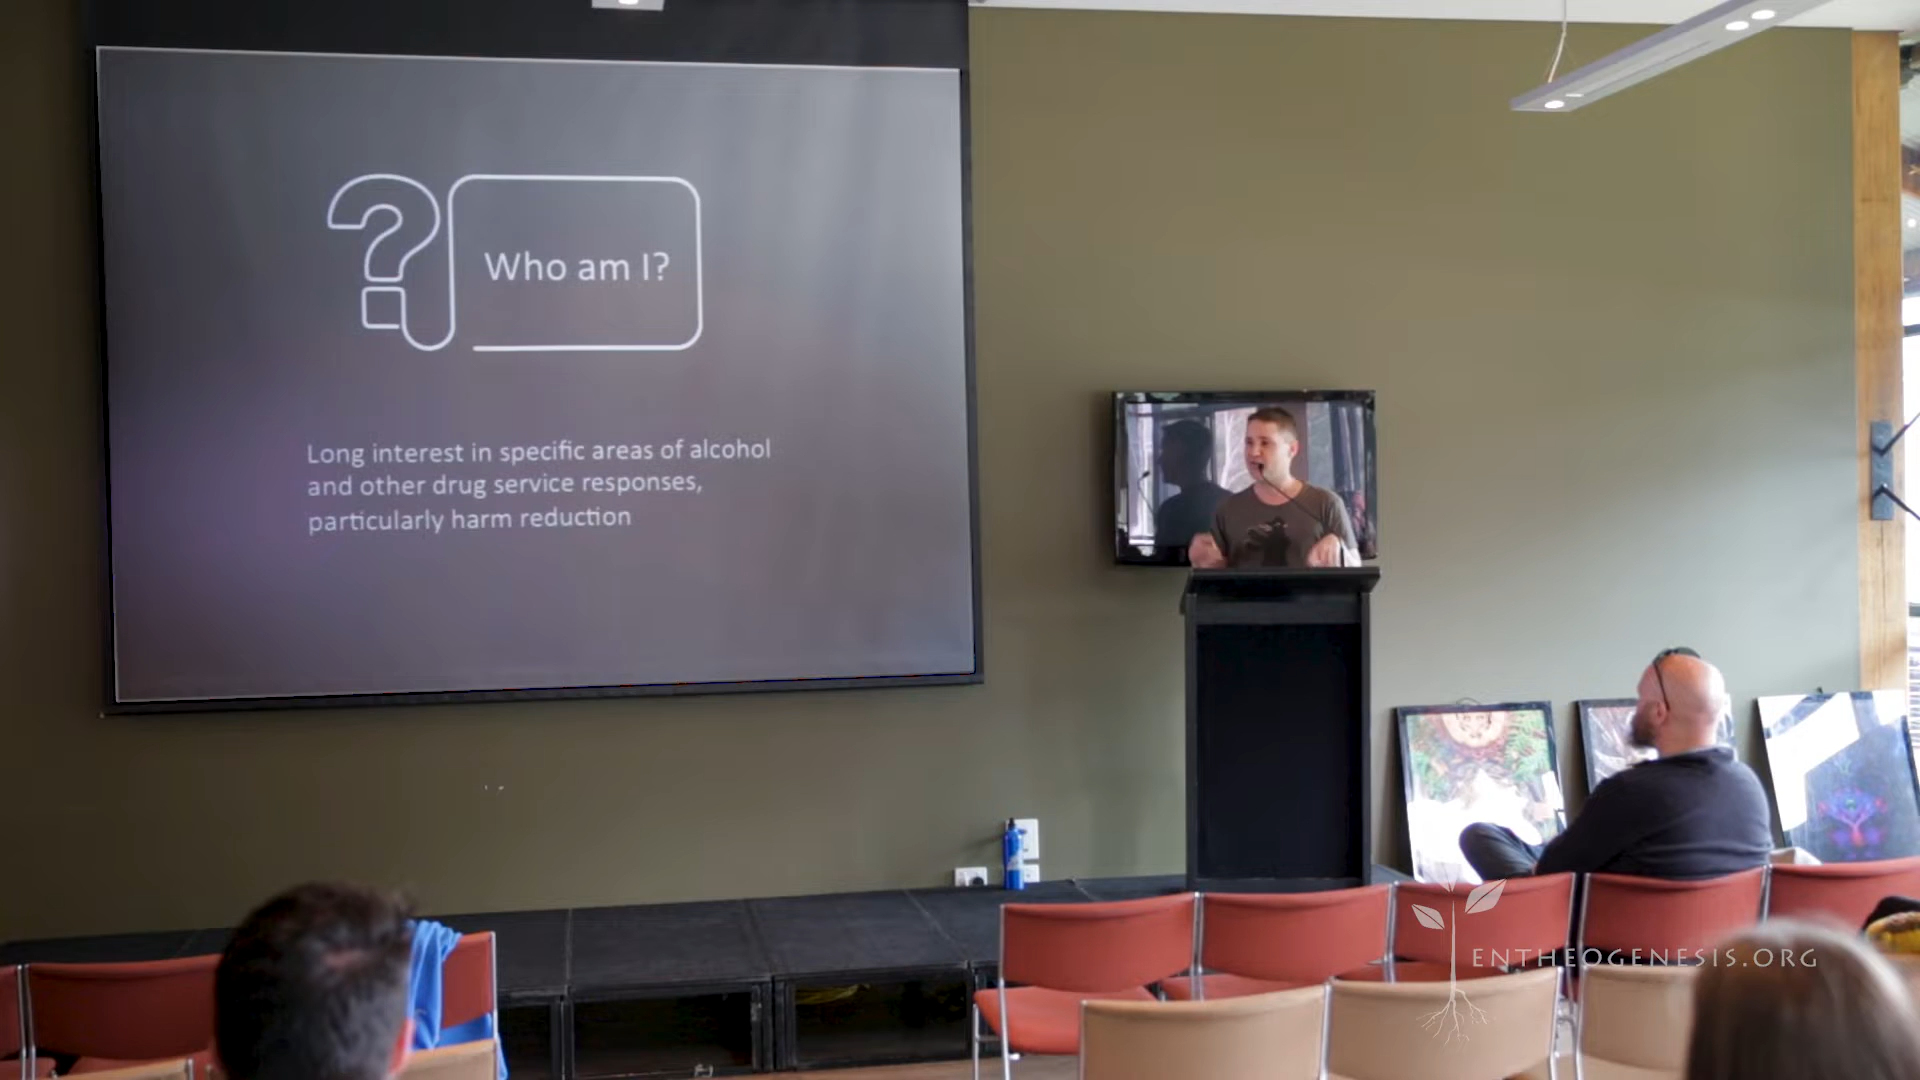 Who am I?
Long interest in specific areas of alcohol
and other drug service responses,
particularly harm reduction
ENTHEOGENESIS.ORG